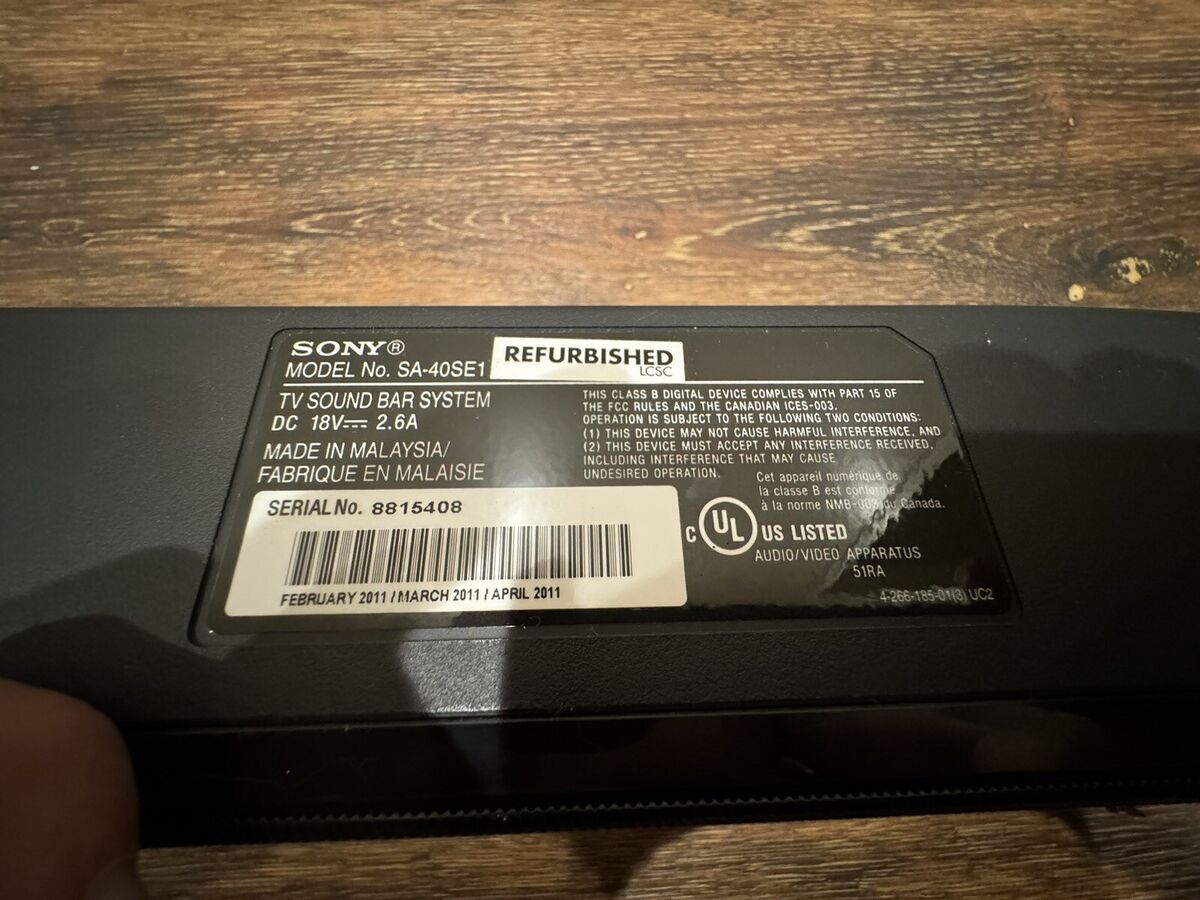 SONY®
MODEL No. SA-40SE1
REFURBISHED
LCSC
TV SOUND BAR SYSTEM
DC 18V⎓ 2.6A
MADE IN MALAYSIA/
FABRIQUE EN MALAISIE
THIS CLASS B DIGITAL DEVICE COMPLIES WITH PART 15 OF
THE FCC RULES AND THE CANADIAN ICES-003.
OPERATION IS SUBJECT TO THE FOLLOWING TWO CONDITIONS:
(1) THIS DEVICE MAY NOT CAUSE HARMFUL INTERFERENCE, AND
(2) THIS DEVICE MUST ACCEPT ANY INTERFERENCE RECEIVED,
INCLUDING INTERFERENCE THAT MAY CAUSE
UNDESIRED OPERATION.
Cet appareil numérique de
la classe B est conforme
à la norme NMB-003 du Canada.
SERIAL No. 8815408
FEBRUARY 2011 / MARCH 2011 / APRIL 2011
C UL US LISTED
AUDIO/VIDEO APPARATUS
51RA
4-266-185-01(3) UC2